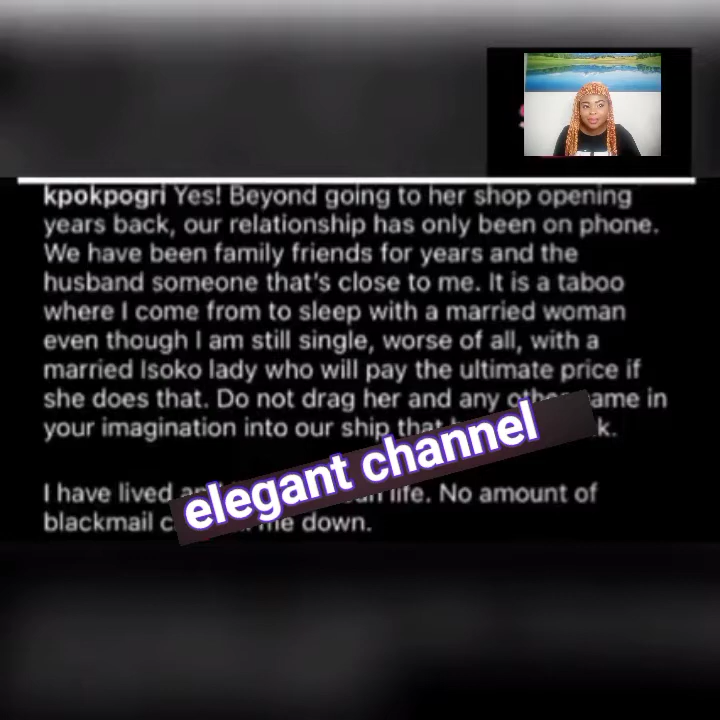 kpokpogri Yes! Beyond going to her shop opening
years back, our relationship has only been on phone.
We have been family friends for years and the
husband someone that's close to me. It is a taboo
where I come from to sleep with a married woman
even though I am still single, worse of all, with a
married Isoko lady who will pay the ultimate price if
she does that. Do not drag her and any other name in
your imagination into our ship that k.
elegant channel
I have lived life. No amount of
blackmail me down.